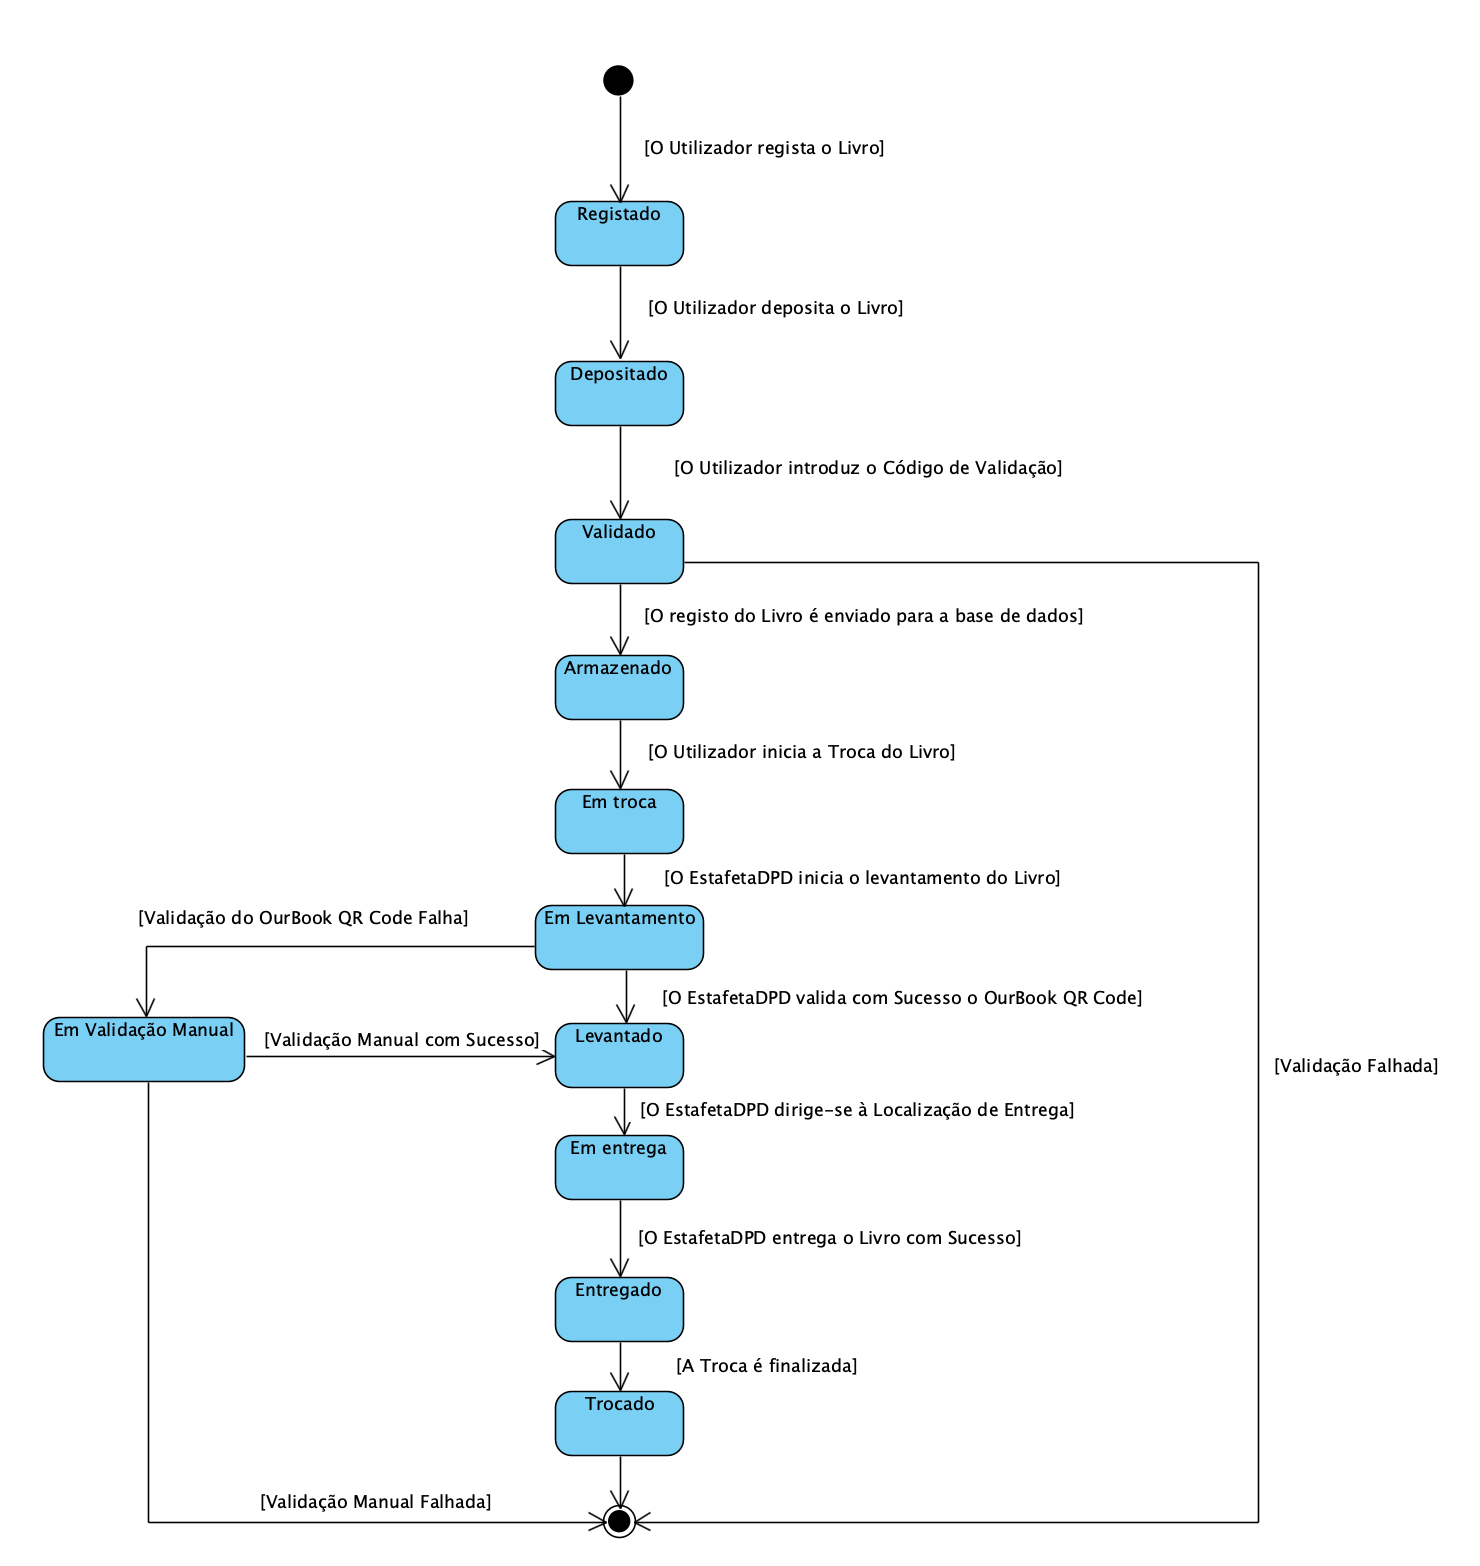 [O Utilizador regista o Livro]
Registado
[O Utilizador deposita o Livro]
Depositado
[O Utilizador introduz o Código de Validação]
Validado
[O registo do Livro é enviado para a base de dados]
Armazenado
[O Utilizador inicia a Troca do Livro]
Em troca
[O EstafetaDPD inicia o levantamento do Livro]
[Validação do OurBook QR Code Falha]
Em Levantamento
[O EstafetaDPD valida com Sucesso o OurBook QR Code]
Em Validação Manual
[Validação Manual com Sucesso]
Levantado
[Validação Falhada]
[O EstafetaDPD dirige-se à Localização de Entrega]
Em entrega
[O EstafetaDPD entrega o Livro com Sucesso]
Entregado
[A Troca é finalizada]
Trocado
[Validação Manual Falhada]